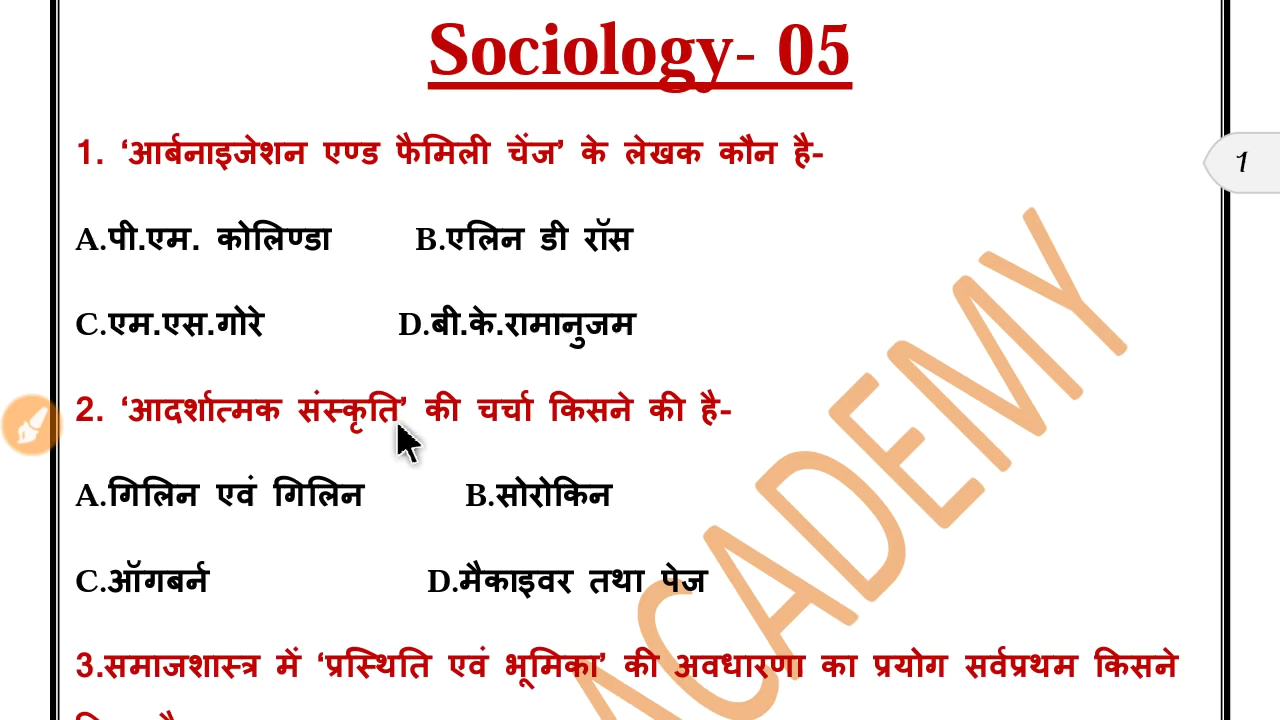 Sociology- 05
1. ‘आर्बनाइजेशन एण्ड फैमिली चेंज’ के लेखक कौन है-
1
A.पी.एम. कोलिण्डा B.एलिन डी रॉस
C.एम.एस.गोरे D.बी.के.रामानुजम
2. ‘आदर्शात्मक संस्कृति’ की चर्चा किसने की है-
A.गिलिन एवं गिलिन B.सोरोकिन
C.ऑगबर्न D.मैकाइवर तथा पेज
3.समाजशास्त्र में ‘प्रस्थिति एवं भूमिका’ की अवधारणा का प्रयोग सर्वप्रथम किसने
ACADEMY